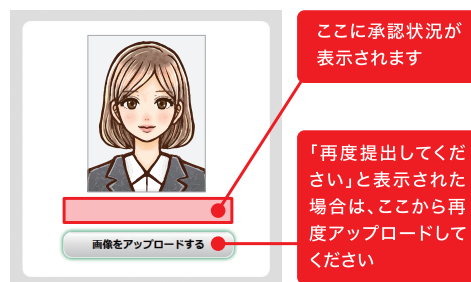 ここに承認状況が
表示されます
「再度提出してくだ
さい」と表示された
場合は、ここから再
度アップロードして
ください
画像をアップロードする